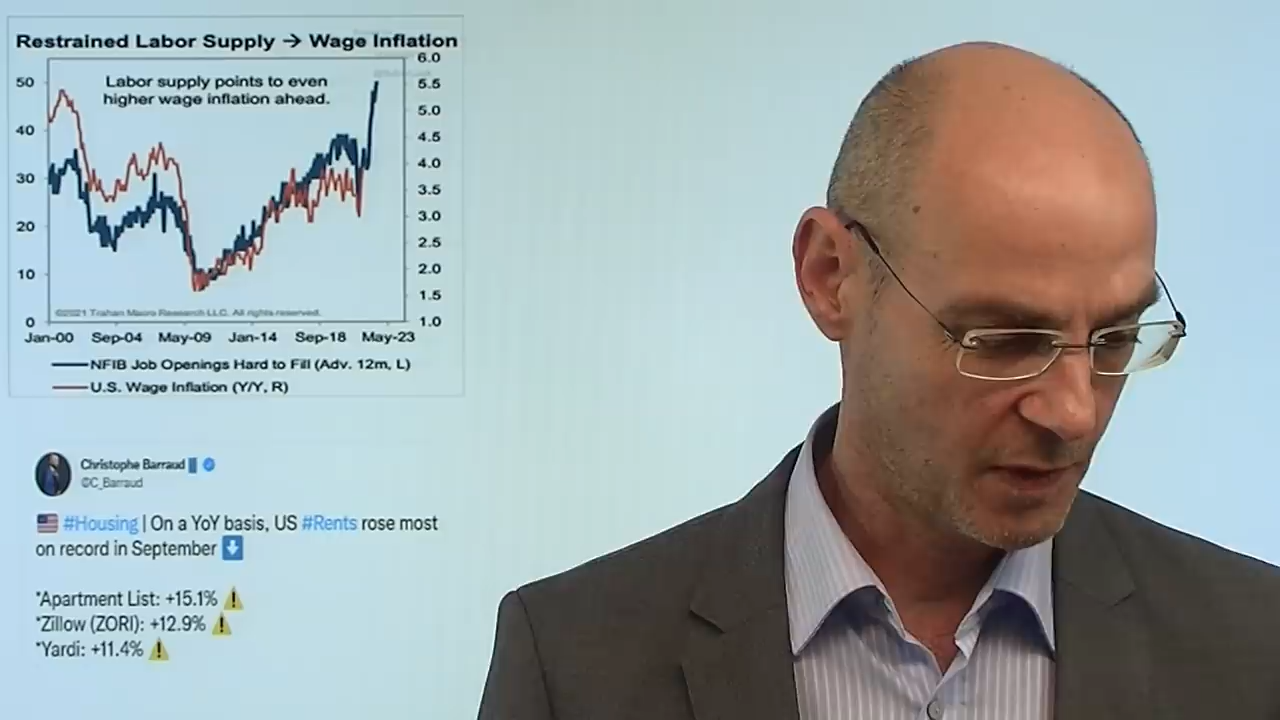 Restrained Labor Supply → Wage Inflation
Labor supply points to even
higher wage inflation ahead.
50
40
30
20
10
0
6.0
5.5
5.0
4.5
4.0
3.5
3.0
2.5
2.0
1.5
1.0
©2021 Trahan Macro Research LLC. All rights reserved.
Jan-00 Sep-04 May-09 Jan-14 Sep-18 May-23
NFIB Job Openings Hard to Fill (Adv. 12m, L)
U.S. Wage Inflation (Y/Y, R)
Christophe Barraud
@C_Barraud
🇺🇸 #Housing | On a YoY basis, US #Rents rose most
on record in September ⬇️
*Apartment List: +15.1% ⚠️
*Zillow (ZORI): +12.9% ⚠️
*Yardi: +11.4% ⚠️